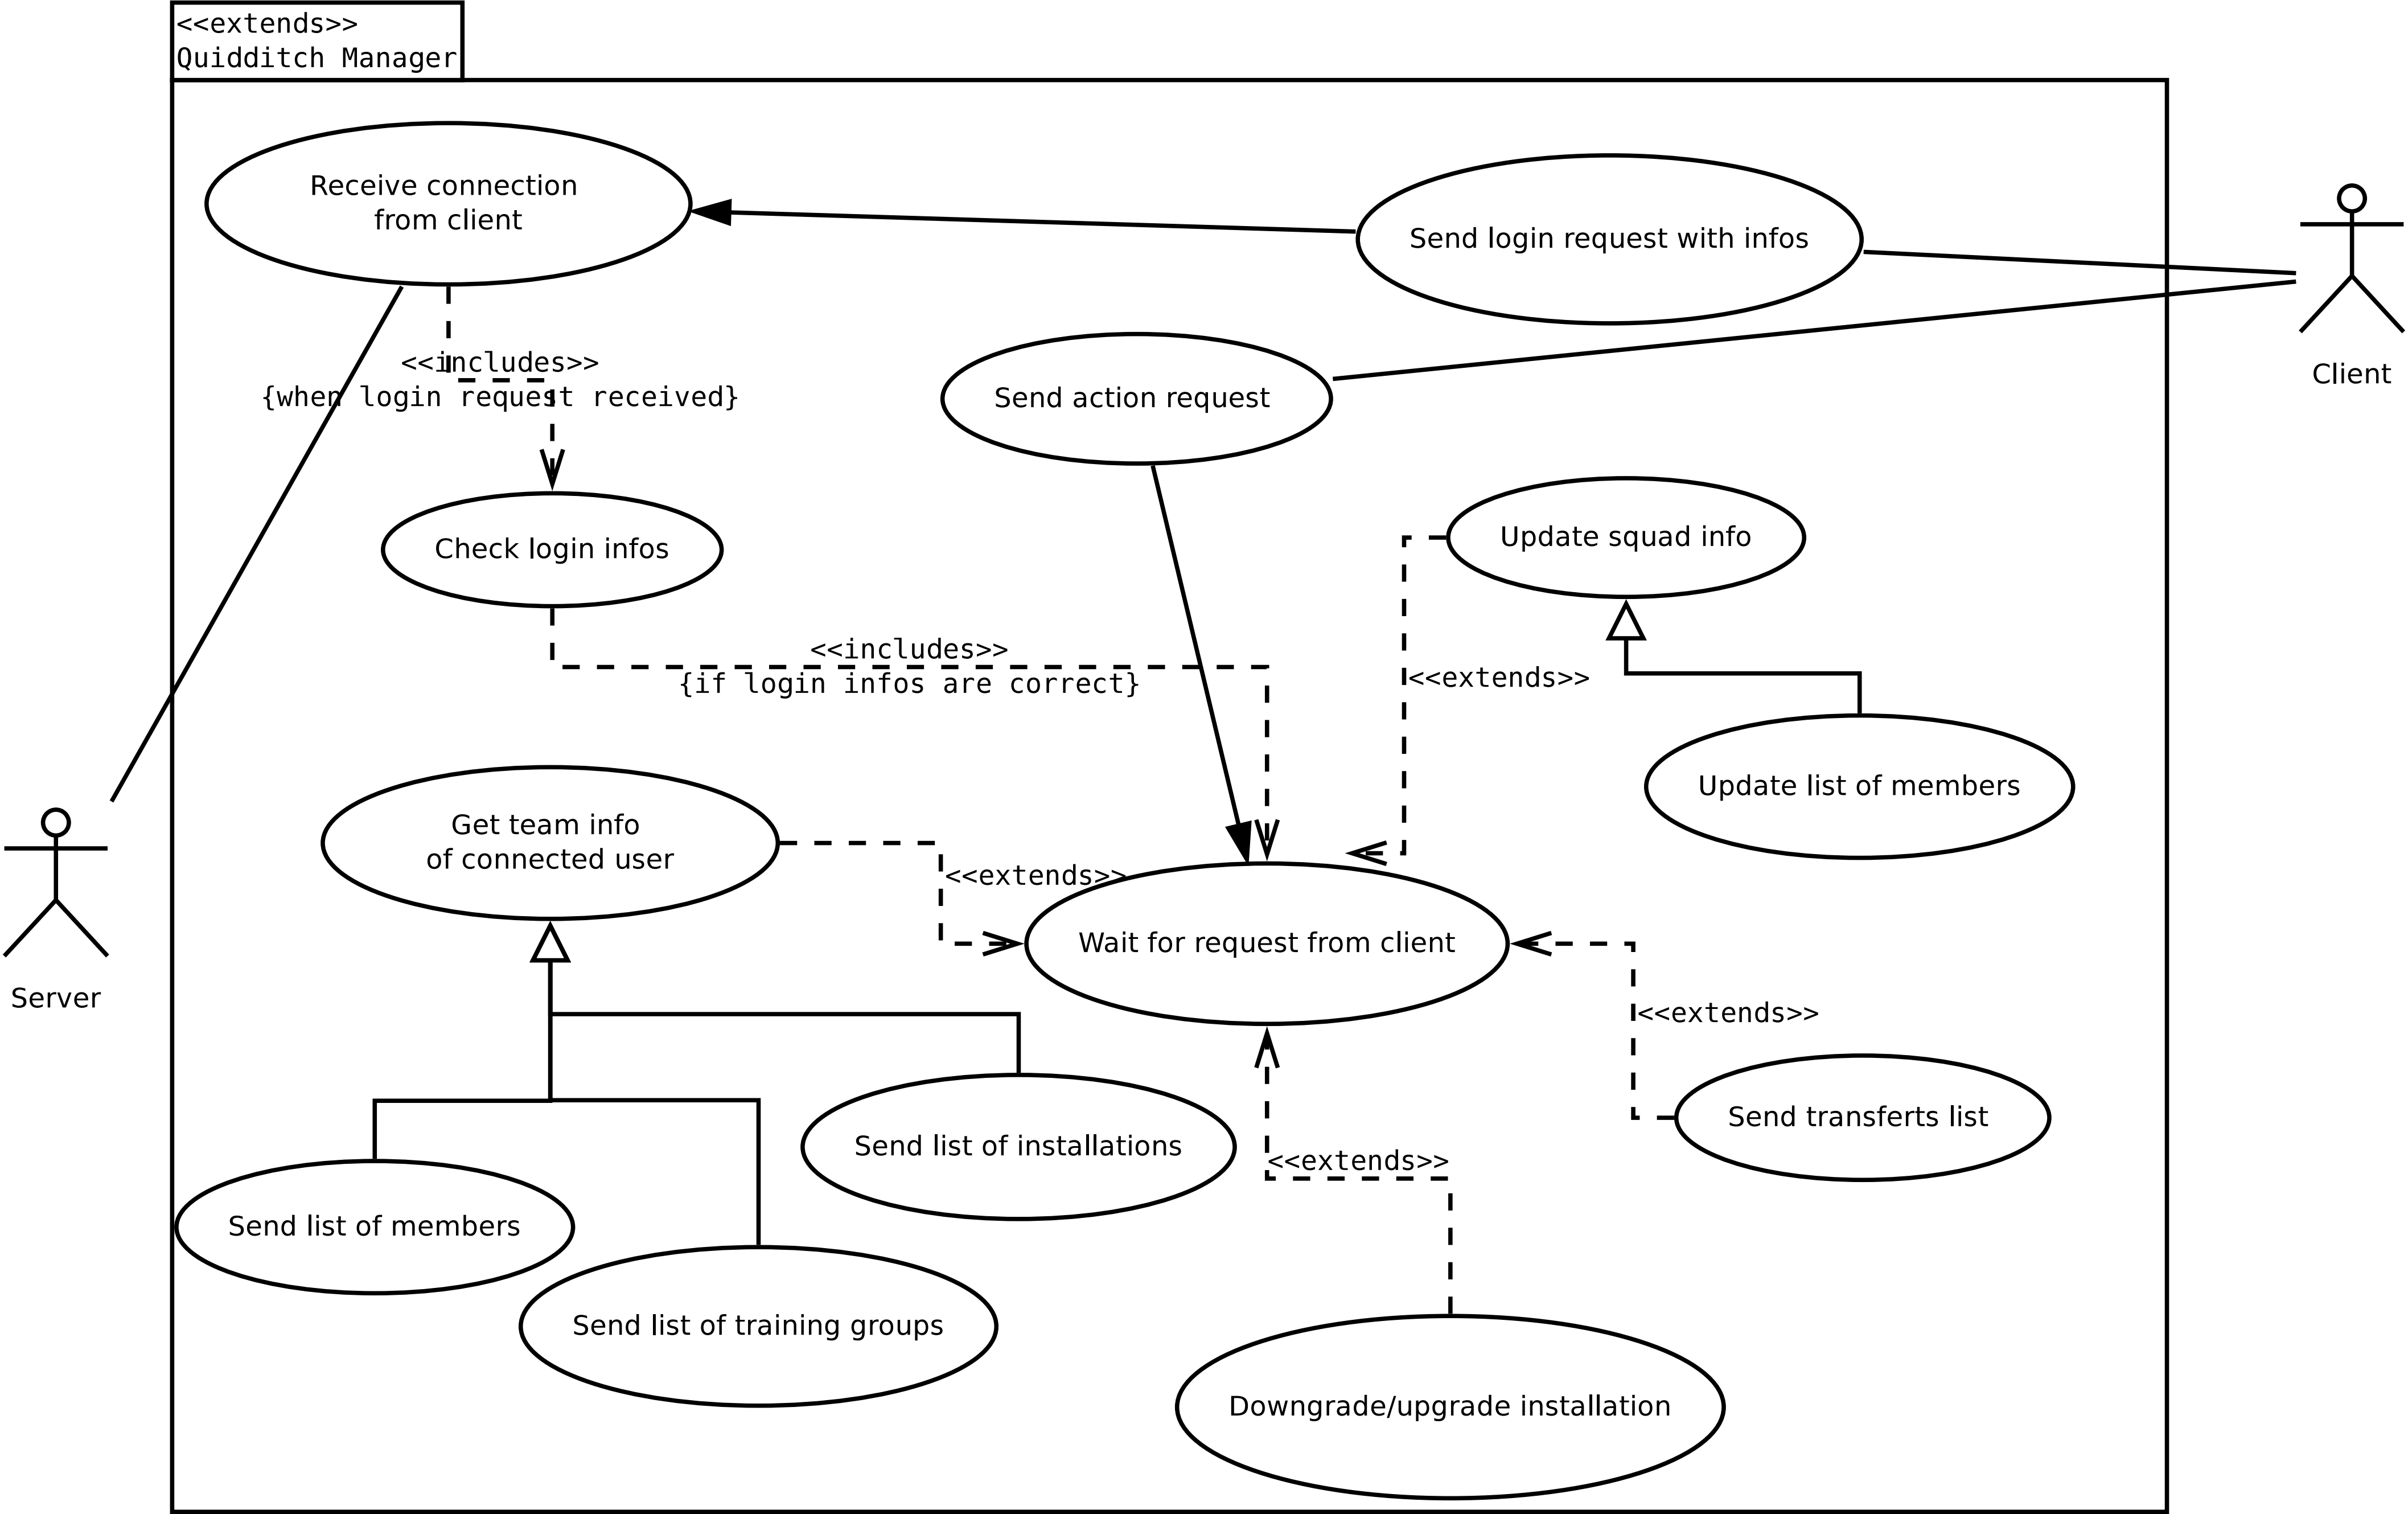 <<extends>>
Quidditch Manager
Receive connection
from client
Send login request with infos
Client
<<includes>>
{when login request received}
Send action request
Check login infos
Update squad info
<<includes>>
{if login infos are correct}
<<extends>>
Update list of members
Get team info
of connected user
<<extends>>
Wait for request from client
Server
<<extends>>
Send transferts list
Send list of installations
<<extends>>
Send list of members
Send list of training groups
Downgrade/upgrade installation